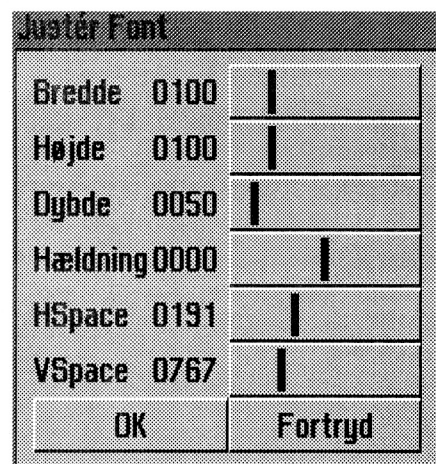 Justér Font
Bredde 0100
Højde 0100
Dybde 0050
Hældning 0000
HSpace 0191
VSpace 0767
OK Fortryd